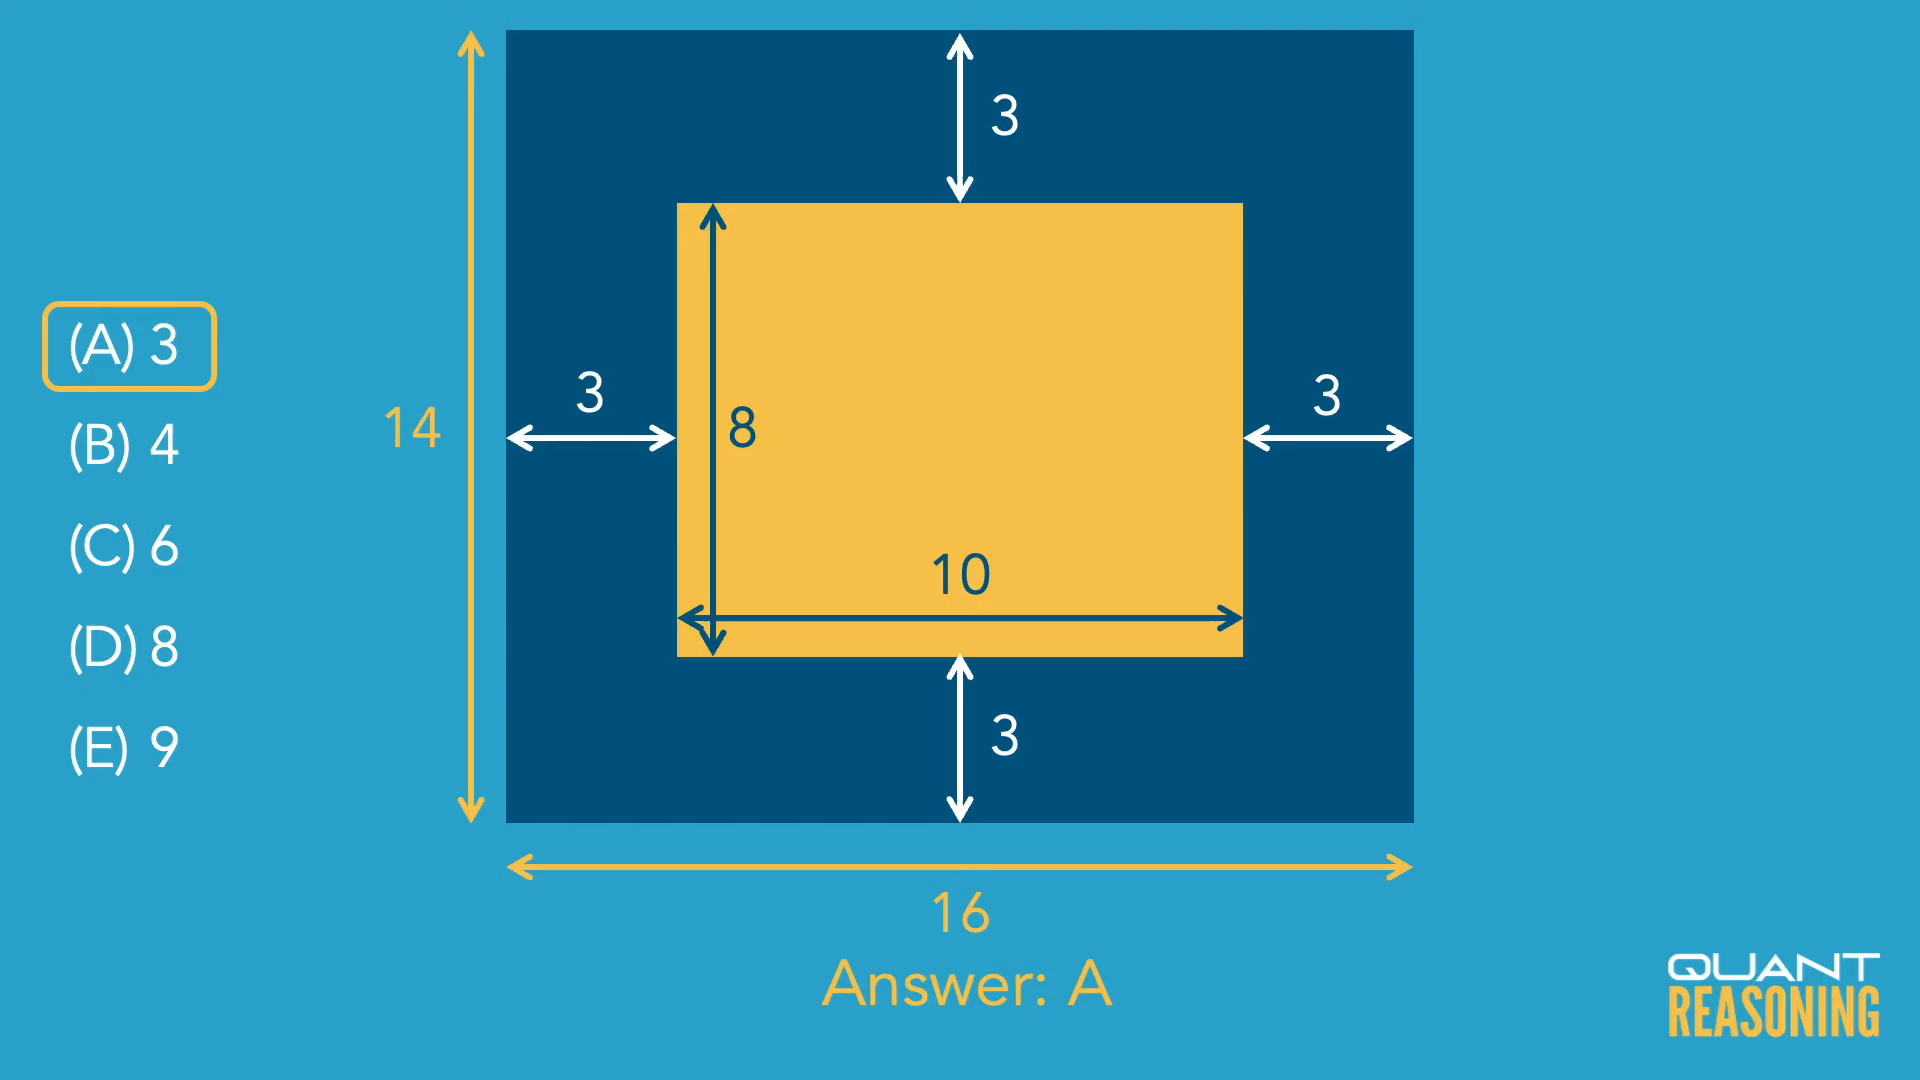 3
(A) 3
3
3
14
8
(B) 4
(C) 6
10
(D) 8
3
(E) 9
16
Answer: A
QUANT
REASONING